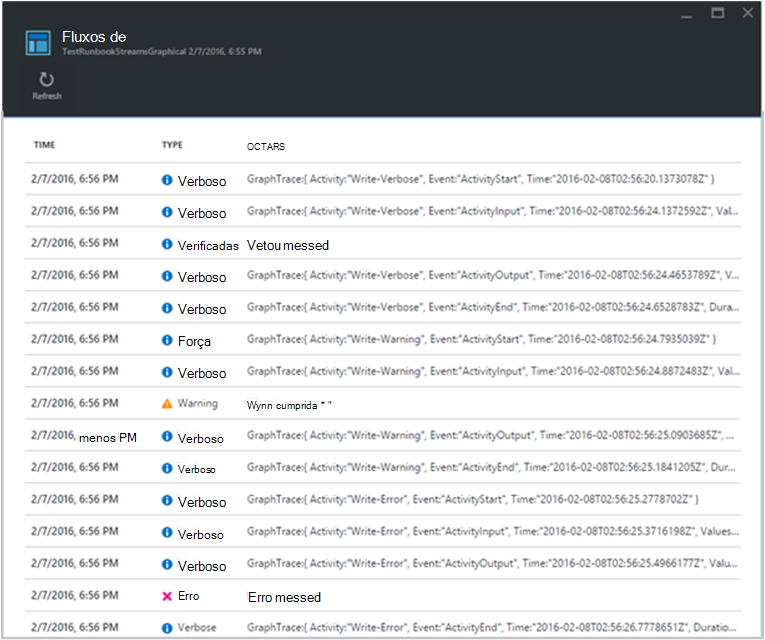 Fluxos de
TestRunbookStreamsGraphical 2/7/2016, 6:55 PM
Refresh
TIME TYPE OCTARS
2/7/2016, 6:56 PM Verboso GraphTrace:{ Activity:"Write-Verbose", Event:"ActivityStart", Time:"2016-02-08T02:56:20.1373078Z" }
2/7/2016, 6:56 PM Verboso GraphTrace:{ Activity:"Write-Verbose", Event:"ActivityInput", Time:"2016-02-08T02:56:24.1372592Z", Val...
2/7/2016, 6:56 PM Verificadas Vetou messed
2/7/2016, 6:56 PM Verboso GraphTrace:{ Activity:"Write-Verbose", Event:"ActivityOutput", Time:"2016-02-08T02:56:24.4653789Z", V...
2/7/2016, 6:56 PM Verboso GraphTrace:{ Activity:"Write-Verbose", Event:"ActivityEnd", Time:"2016-02-08T02:56:24.6528783Z", Dura...
2/7/2016, 6:56 PM Força GraphTrace:{ Activity:"Write-Warning", Event:"ActivityStart", Time:"2016-02-08T02:56:24.7935039Z" }
2/7/2016, 6:56 PM Verboso GraphTrace:{ Activity:"Write-Warning", Event:"ActivityInput", Time:"2016-02-08T02:56:24.8872483Z", Val...
2/7/2016, 6:56 PM Warning Wynn cumprida * "
2/7/2016, menos PM Verboso GraphTrace:{ Activity:"Write-Warning", Event:"ActivityOutput", Time:"2016-02-08T02:56:25.0903685Z", ...
2/7/2016, 6:56 PM Verboso GraphTrace:{ Activity:"Write-Warning", Event:"ActivityEnd", Time:"2016-02-08T02:56:25.1841205Z", Dur...
2/7/2016, 6:56 PM Verboso GraphTrace:{ Activity:"Write-Error", Event:"ActivityStart", Time:"2016-02-08T02:56:25.2778702Z" }
2/7/2016, 6:56 PM Verboso GraphTrace:{ Activity:"Write-Error", Event:"ActivityInput", Time:"2016-02-08T02:56:25.3716198Z", Values...
2/7/2016, 6:56 PM Verboso GraphTrace:{ Activity:"Write-Error", Event:"ActivityOutput", Time:"2016-02-08T02:56:25.4966177Z", Valu...
2/7/2016, 6:56 PM Erro Erro messed
2/7/2016, 6:56 PM Verbose GraphTrace:{ Activity:"Write-Error", Event:"ActivityEnd", Time:"2016-02-08T02:56:26.7778651Z", Duratio...